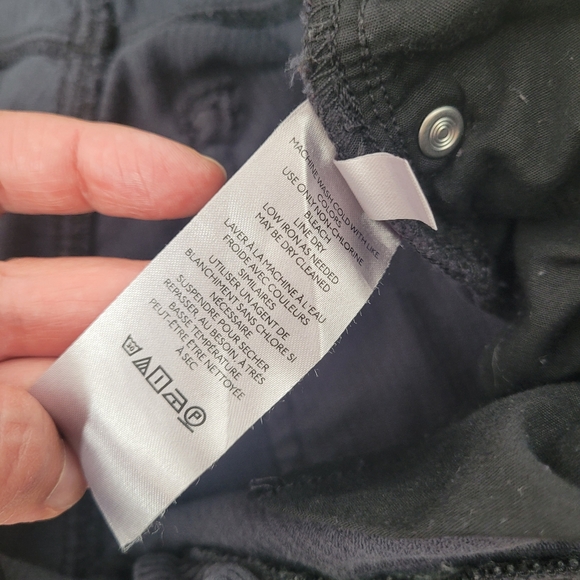 MACHINE WASH COLD WITH LIKE
COLORS
USE ONLY NON-CHLORINE
BLEACH
LINE DRY
LOW IRON AS NEEDED
MAY BE DRY CLEANED
LAVER À LA MACHINE À L'EAU
FROIDE AVEC COULEURS
SIMILAIRES
UTILISER UN AGENT DE
BLANCHIMENT SANS CHLORE SI
NÉCESSAIRE
SUSPENDRE POUR SÉCHER
REPASSER, AU BESOIN À TRÈS
BASSE TEMPÉRATURE
PEUT-ÊTRE ÊTRE NETTOYÉE
À SEC
P